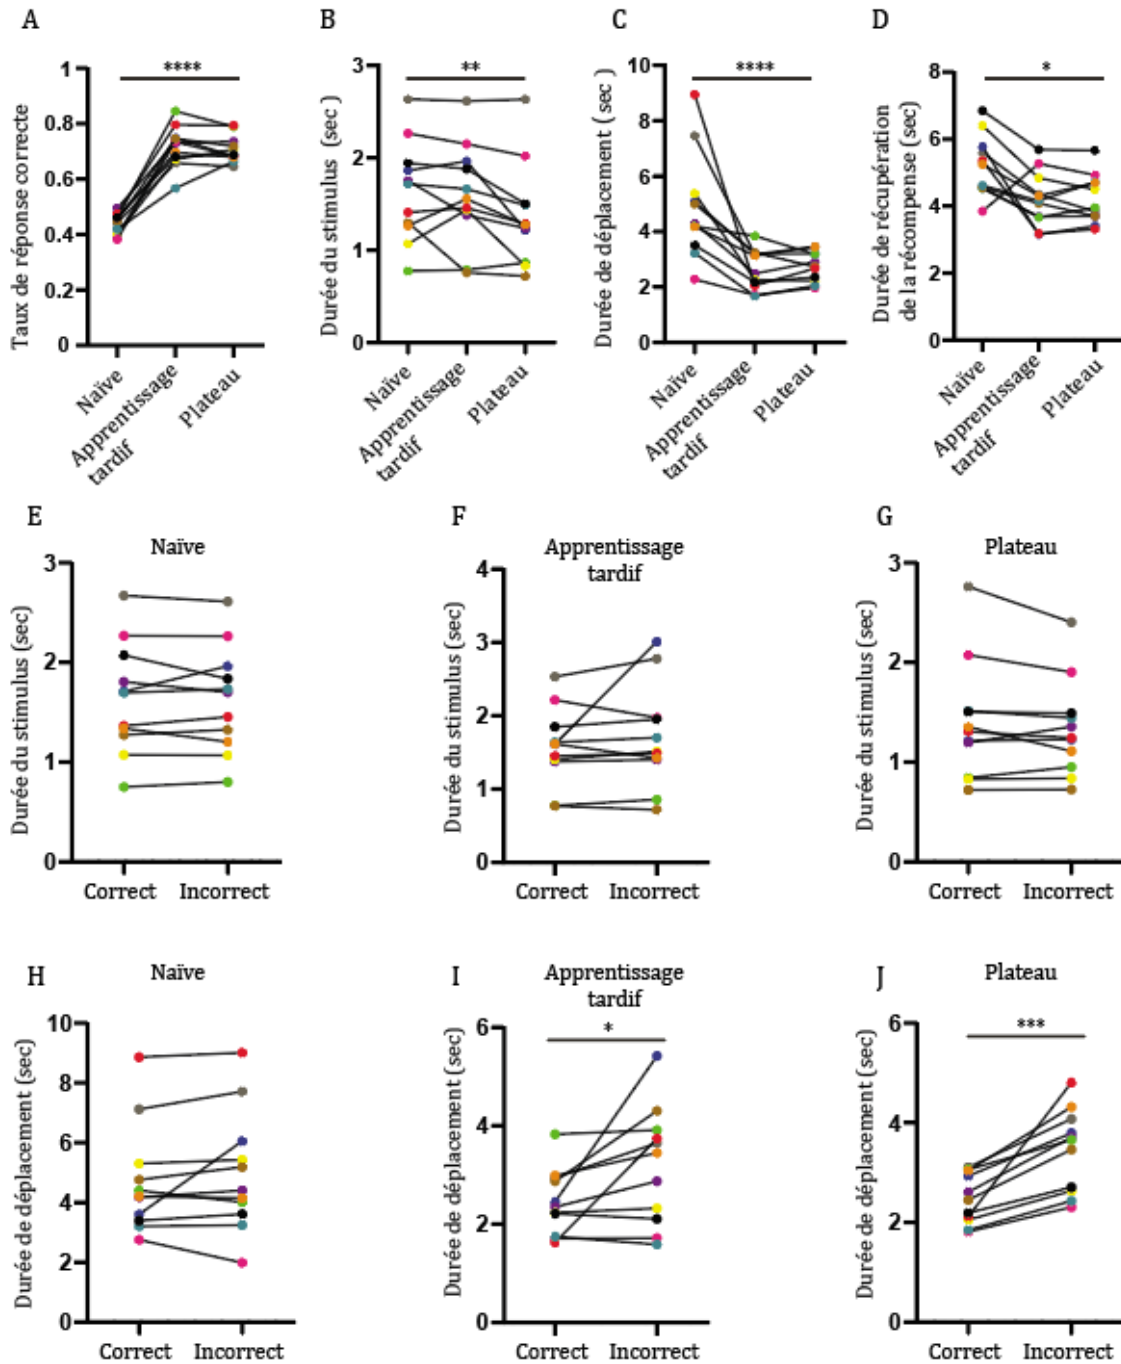 A
B
C
D
****
**
****
*
Taux de réponse correcte
1
0.8
0.6
0.4
0.2
0
Naïve
Apprentissage
tardif
Plateau
Durée du stimulus (sec )
3
2
1
0
Naïve
Apprentissage
tardif
Plateau
Durée de déplacement ( sec )
10
8
6
4
2
0
Naïve
Apprentissage
tardif
Plateau
Durée de récupération
de la récompense (sec)
8
6
4
2
0
Naïve
Apprentissage
tardif
Plateau
E
Naïve
Durée du stimulus (sec)
3
2
1
0
Correct Incorrect
F
Apprentissage
tardif
Durée du stimulus (sec)
4
3
2
1
0
Correct Incorrect
G
Plateau
Durée du stimulus (sec)
3
2
1
0
Correct Incorrect
H
Naïve
Durée de déplacement (sec)
10
8
6
4
2
0
Correct Incorrect
I
Apprentissage
tardif
*
Durée de déplacement (sec)
6
4
2
0
Correct Incorrect
J
Plateau
***
Durée de déplacement (sec)
6
4
2
0
Correct Incorrect